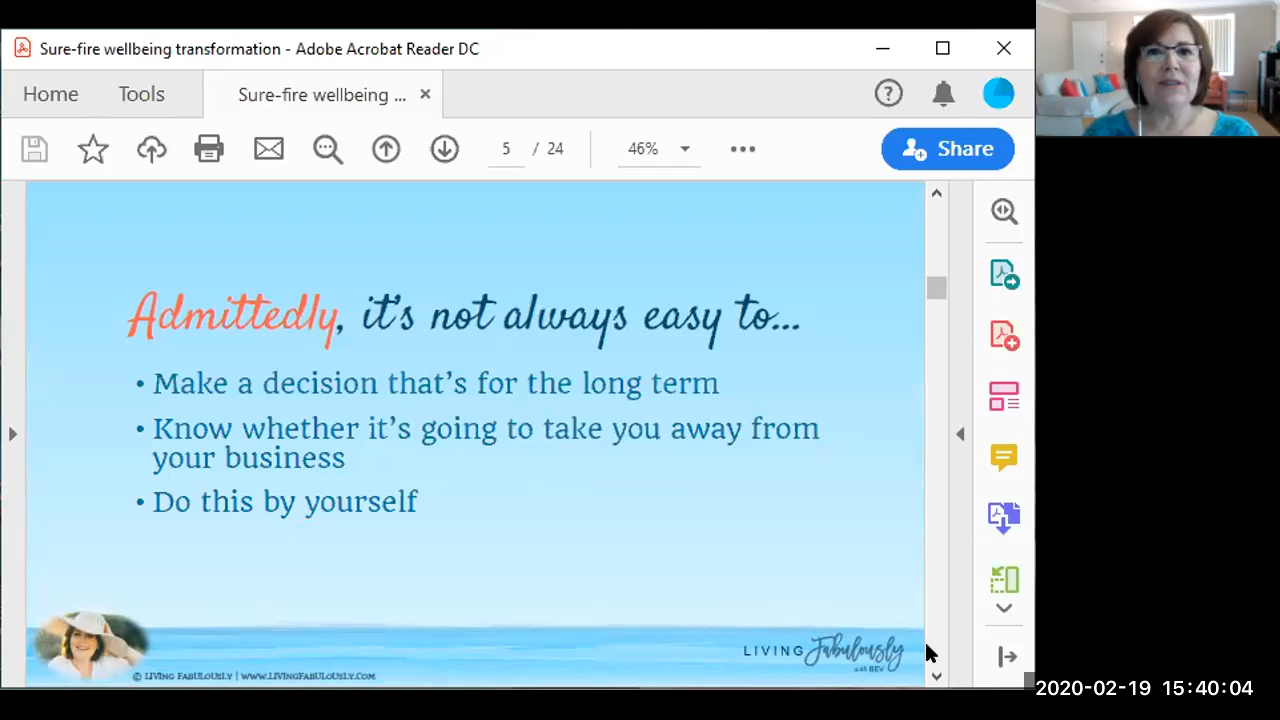 Sure-fire wellbeing transformation - Adobe Acrobat Reader DC
Home
Tools
Sure-fire wellbeing ...
5 / 24
46%
Share
Admittedly, it's not always easy to...
• Make a decision that's for the long term
• Know whether it's going to take you away from
your business
• Do this by yourself
© LIVING FABULOUSLY | WWW.LIVINGFABULOUSLY.COM
LIVING Fabulously
with BEV
2020-02-19 15:40:04